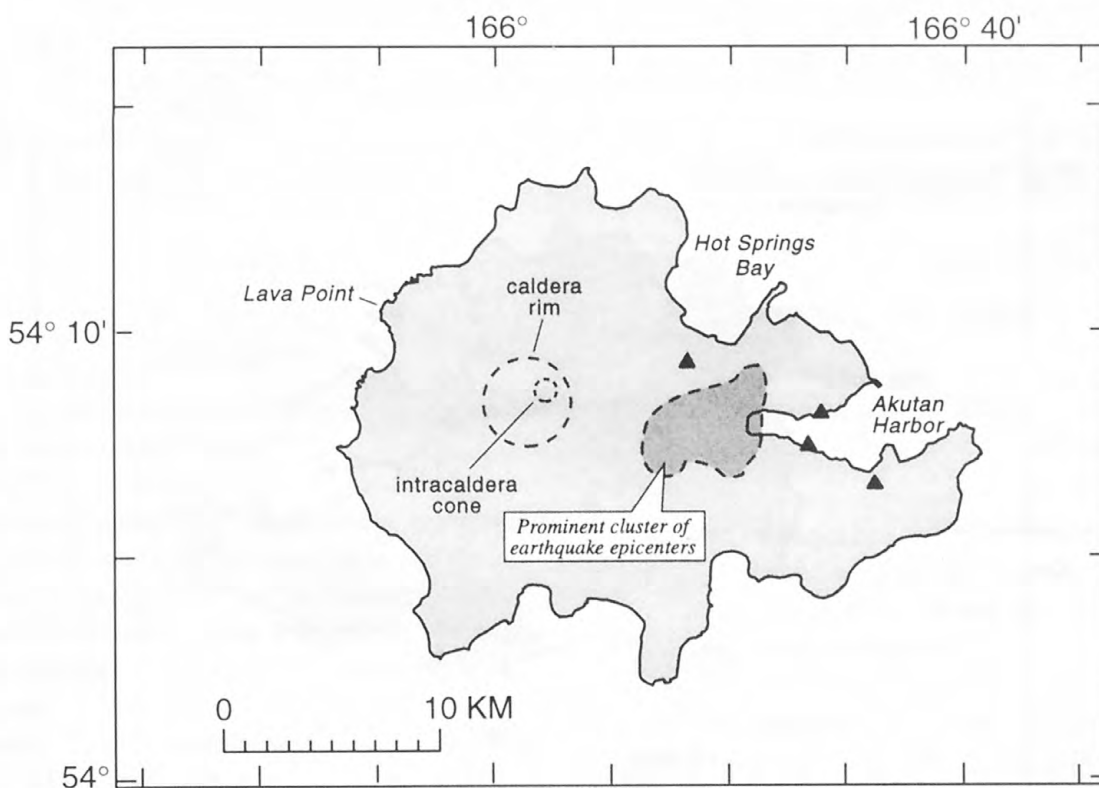 166°
166° 40'
Hot Springs
Bay
Lava Point
caldera
rim
54° 10'
Akutan
Harbor
intracaldera
cone
Prominent cluster of
earthquake epicenters
0
10 KM
54°